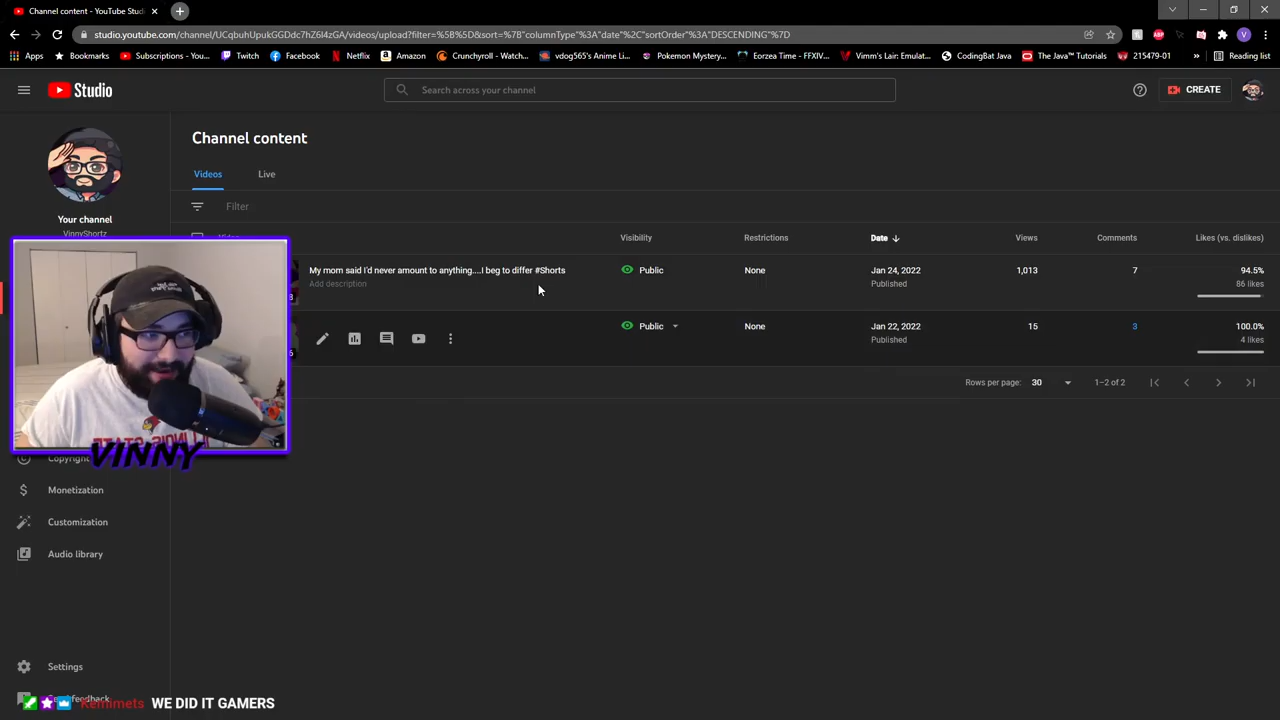 Channel content - YouTube Stud
studio.youtube.com/channel/UCqbuhUpukGGDdc7hZ6I4zGA/videos/upload?filter=%5B%5D&sort=%7B"columnType"%3A"date"%2C"sortOrder"%3A"DESCENDING"%7D
Apps Bookmarks Subscriptions - You... Twitch Facebook Netflix Amazon Crunchyroll - Watch... vdog565's Anime Li... Pokemon Mystery... Eorzea Time - FFXIV... Vimm's Lair: Emulat... CodingBat Java The Java™ Tutorials 215479-01 » Reading list
Studio
Search across your channel
CREATE
Channel content
Videos Live
Filter
Your channel
VinnyShortz
Video Visibility Restrictions Date Views Comments Likes (vs. dislikes)
My mom said I'd never amount to anything....I beg to differ #Shorts Public None Jan 24, 2022 1,013 7 94.5%
Add description Published 86 likes
Public None Jan 22, 2022 15 3 100.0%
Published 4 likes
Rows per page: 30 1–2 of 2
VINNY
Copyright
Monetization
Customization
Audio library
Settings
Kemimets WE DID IT GAMERS